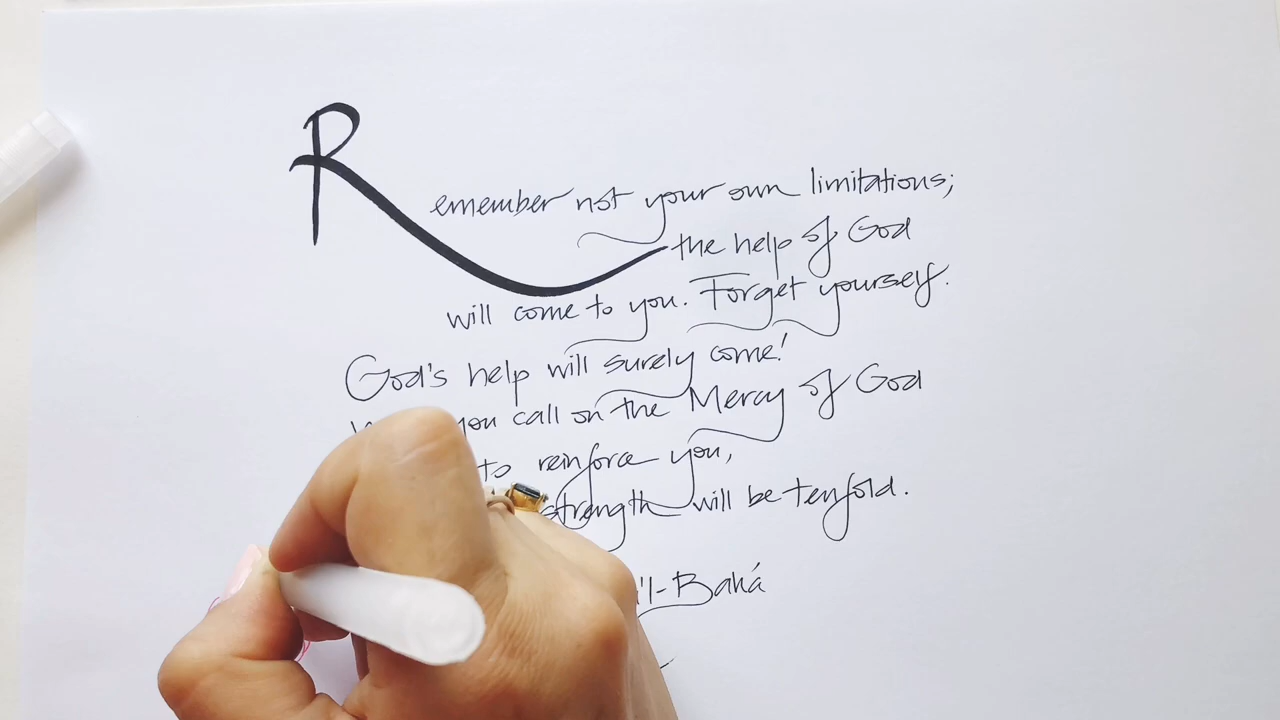 Remember not your own limitations;
the help of God
will come to you. Forget yourself.
God's help will surely come!
you call on the Mercy of God
to reinforce you,
strength will be tenfold.
'l-Bahá